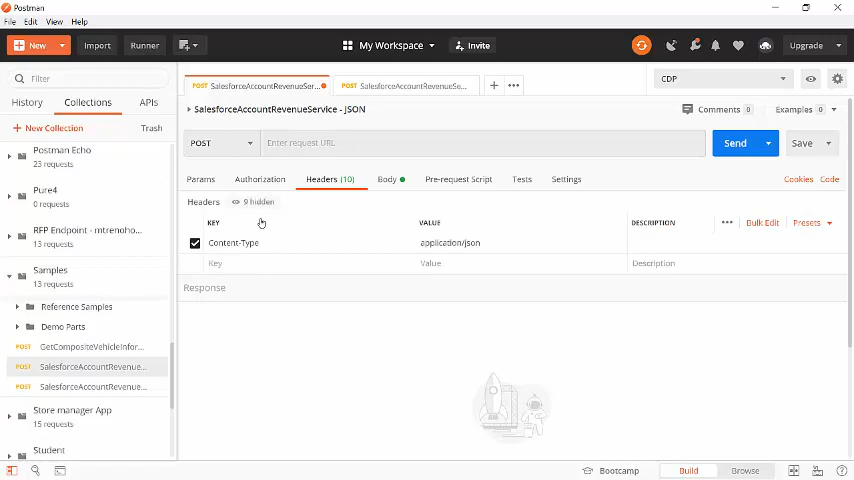 Postman
File Edit View Help
New Import Runner My Workspace Invite Upgrade
Filter
History Collections APIs
New Collection Trash
Postman Echo
23 requests
Pure4
0 requests
RFP Endpoint - mtrenoho...
13 requests
Samples
13 requests
Reference Samples
Demo Parts
POST GetCompositeVehicleInfor...
POST SalesforceAccountRevenue...
POST SalesforceAccountRevenue...
Store manager App
15 requests
Student
POST SalesforceAccountRevenueSer... POST SalesforceAccountRevenueSe... CDP
SalesforceAccountRevenueService - JSON Comments 0 Examples 0
POST Enter request URL Send Save
Params Authorization Headers (10) Body Pre-request Script Tests Settings Cookies Code
Headers 9 hidden
KEY VALUE DESCRIPTION Bulk Edit Presets
Content-Type application/json
Key Value Description
Response
Bootcamp Build Browse